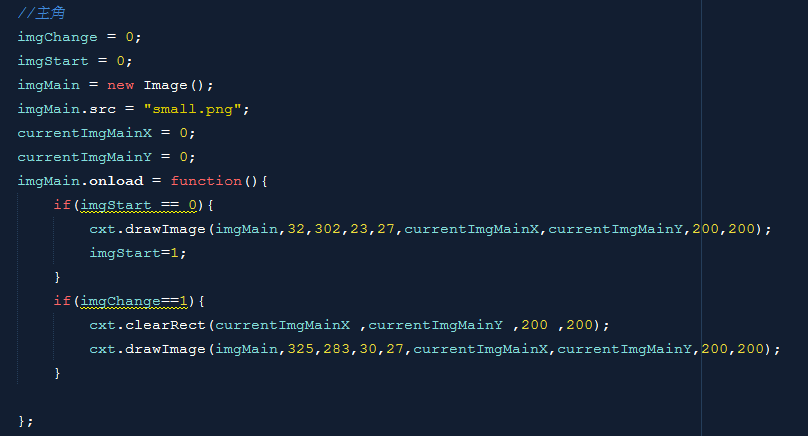 //主角
imgChange = 0;
imgStart = 0;
imgMain = new Image();
imgMain.src = "small.png";
currentImgMainX = 0;
currentImgMainY = 0;
imgMain.onload = function(){
if(imgStart == 0){
cxt.drawImage(imgMain,32,302,23,27,currentImgMainX,currentImgMainY,200,200);
imgStart=1;
}
if(imgChange==1){
cxt.clearRect(currentImgMainX ,currentImgMainY ,200 ,200);
cxt.drawImage(imgMain,325,283,30,27,currentImgMainX,currentImgMainY,200,200);
}
};